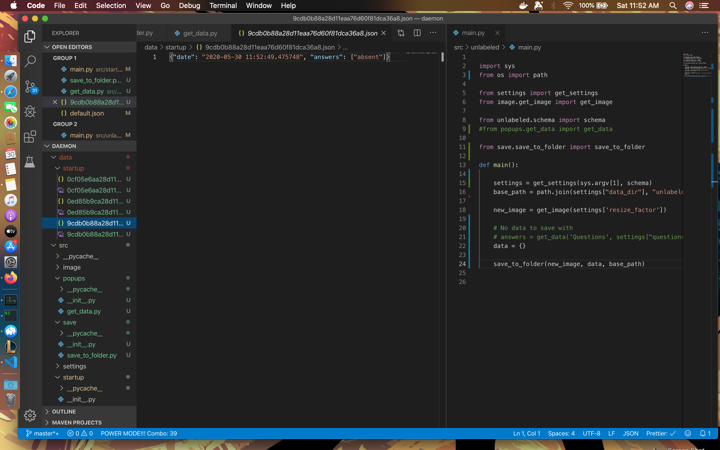 Code File Edit Selection View Go Debug Terminal Window Help
100% Sat 11:52 AM
9cdb0b88a28d11eaa76d60f81dca36a8.json — daemon
EXPLORER
OPEN EDITORS
GROUP 1
main.py src/start... M
save_to_folder.p... U
get_data.py src/... U
9cdb0b88a28d11... U
default.json
GROUP 2
main.py src/unla... M
DAEMON
data
startup
0cf05e6aa28d11... U
0cf05e6aa28d11... U
0ed85b9ca28d11... U
0ed85b9ca28d11... U
9cdb0b88a28d11... U
9cdb0b88a28d11... U
src
__pycache__
image
popups
__pycache__
__init__.py U
get_data.py U
save
__pycache__
__init__.py U
save_to_folder.py U
settings
startup
__pycache__
__init__.py
OUTLINE
MAVEN PROJECTS
31
ter.py get_data.py 9cdb0b88a28d11eaa76d60f81dca36a8.json
data › startup › {} 9cdb0b88a28d11eaa76d60f81dca36a8.json › ...
1 {"date": "2020-05-30 11:52:49.475748", "answers": ["absent"]}
main.py
src › unlabeled › main.py
1
2 import sys
3 from os import path
4
5 from settings import get_settings
6 from image.get_image import get_image
7
8 from unlabeled.schema import schema
9 #from popups.get_data import get_data
10
11 from save.save_to_folder import save_to_folder
12
13 def main():
14
15 settings = get_settings(sys.argv[1], schema)
16 base_path = path.join(settings["data_dir"], "unlabele
17
18 new_image = get_image(settings['resize_factor'])
19
20 # No data to save with
21 # answers = get_data('Questions', settings["questions
22 data = {}
23
24 save_to_folder(new_image, data, base_path)
25
26
master*+ 0 0 POWER MODE!!! Combo: 39
Ln 1, Col 1 Spaces: 4 UTF-8 LF JSON Prettier: ✓ 1